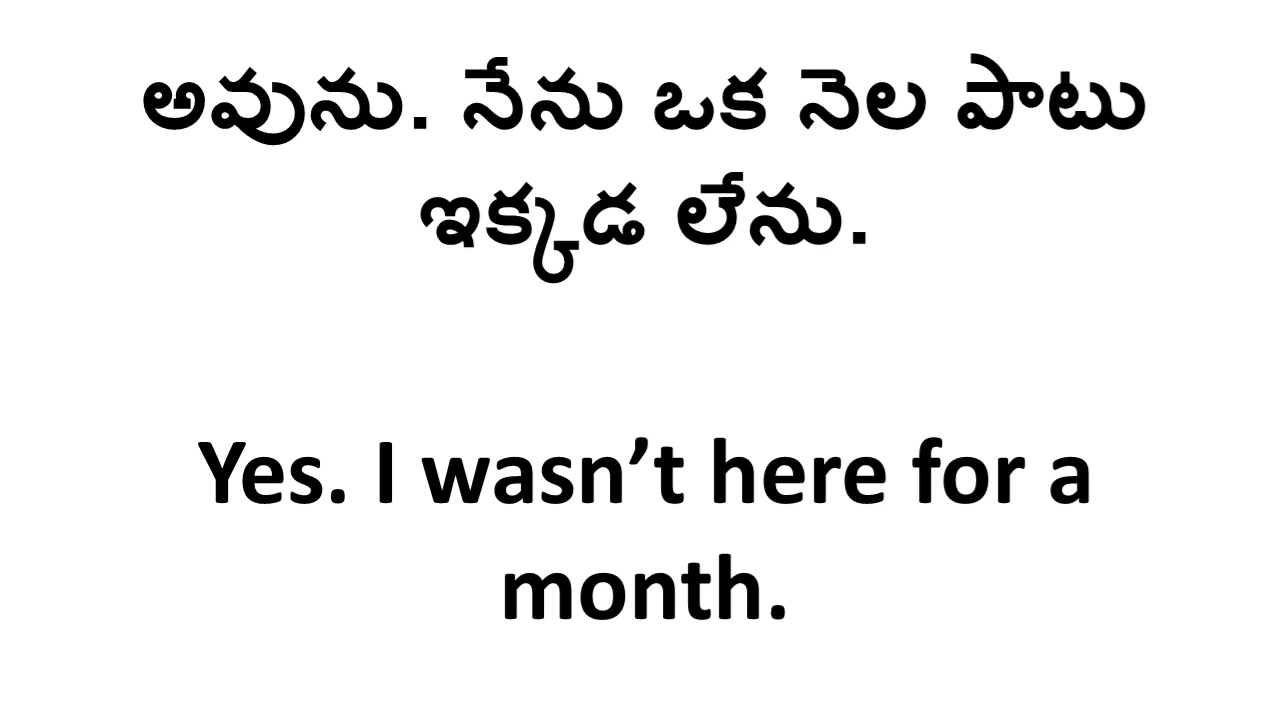 అవును. నేను ఒక నెల పాటు
ఇక్కడ లేను.
Yes. I wasn’t here for a
month.